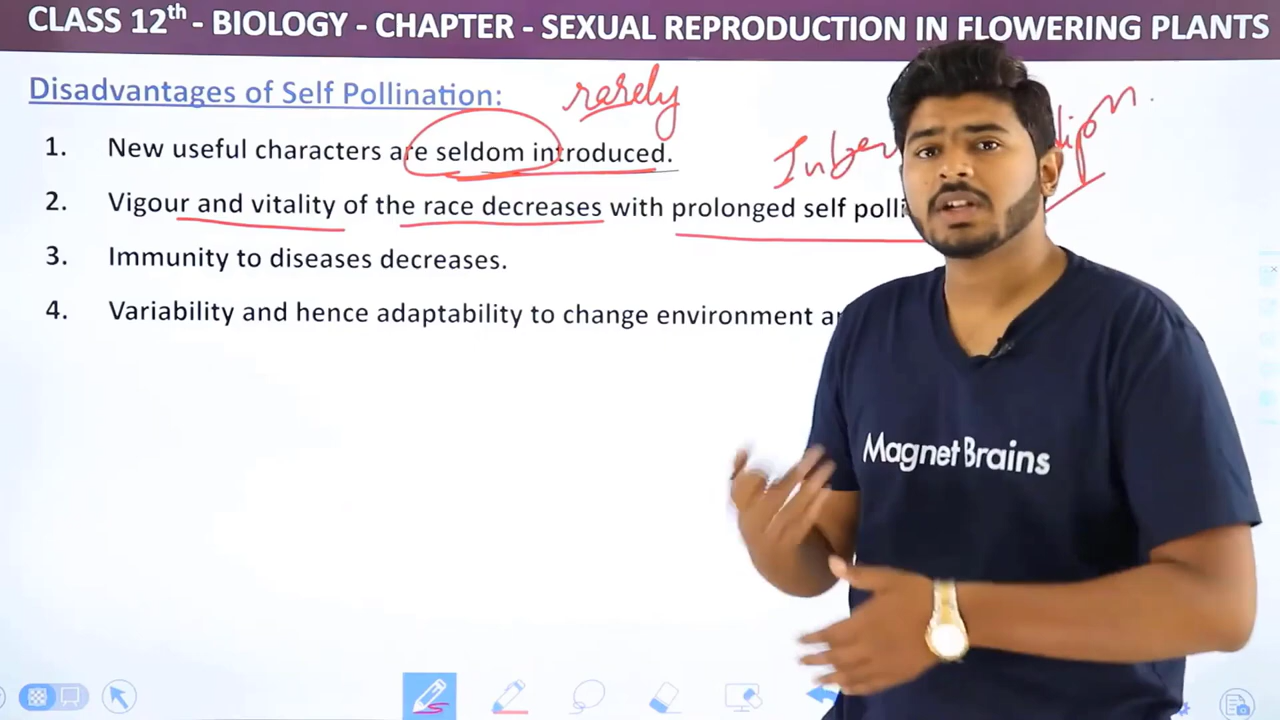 CLASS 12th - BIOLOGY - CHAPTER - SEXUAL REPRODUCTION IN FLOWERING PLANTS
Disadvantages of Self Pollination:
rarely
1. New useful characters are seldom introduced.
2. Vigour and vitality of the race decreases with prolonged self
3. Immunity to diseases decreases.
4. Variability and hence adaptability to change environment
Magnet Brains